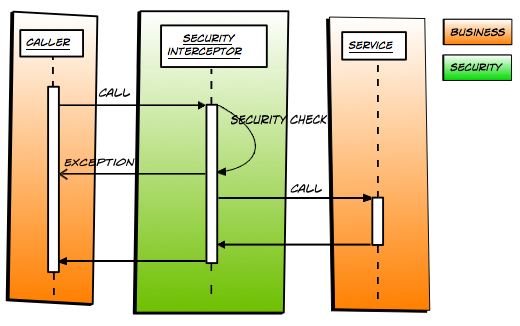 CALLER
SECURITY
INTERCEPTOR
SERVICE
BUSINESS
SECURITY
CALL
SECURITY CHECK
EXCEPTION
CALL